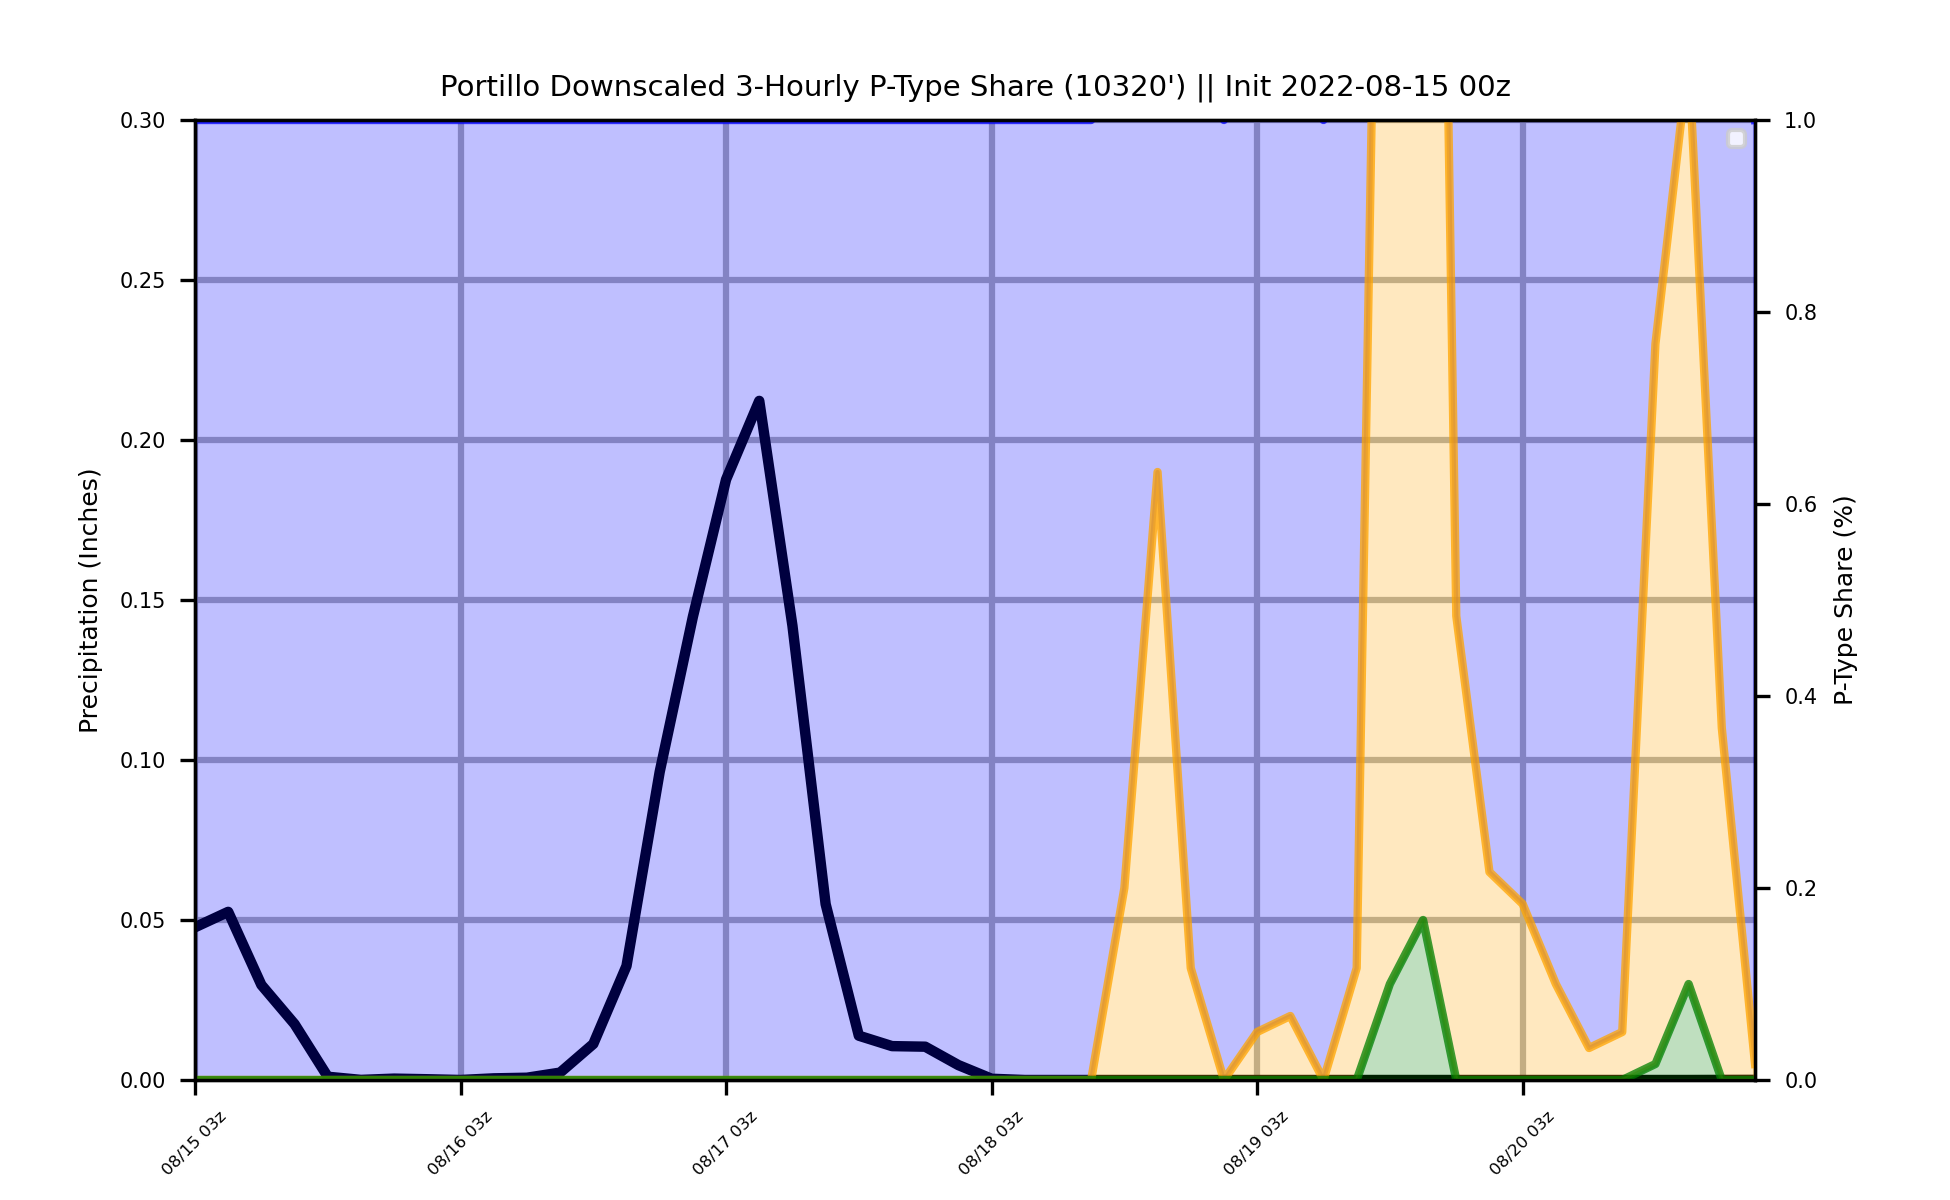 Portillo Downscaled 3-Hourly P-Type Share (10320') || Init 2022-08-15 00z
Precipitation (Inches)
0.30
0.25
0.20
0.15
0.10
0.05
0.00
1.0
0.8
0.6
0.4
0.2
0.0
P-Type Share (%)
08/15 03z
08/16 03z
08/17 03z
08/18 03z
08/19 03z
08/20 03z